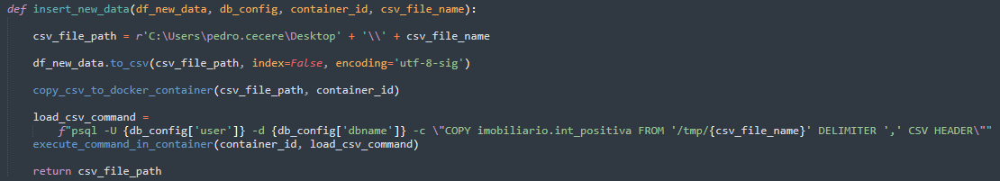 def insert_new_data(df_new_data, db_config, container_id, csv_file_name):
csv_file_path = r'C:\Users\pedro.cecere\Desktop' + '\\' + csv_file_name
df_new_data.to_csv(csv_file_path, index=False, encoding='utf-8-sig')
copy_csv_to_docker_container(csv_file_path, container_id)
load_csv_command =
f"psql -U {db_config['user']} -d {db_config['dbname']} -c \"COPY imobiliario.int_positiva FROM '/tmp/{csv_file_name}' DELIMITER ',' CSV HEADER\""
execute_command_in_container(container_id, load_csv_command)
return csv_file_path